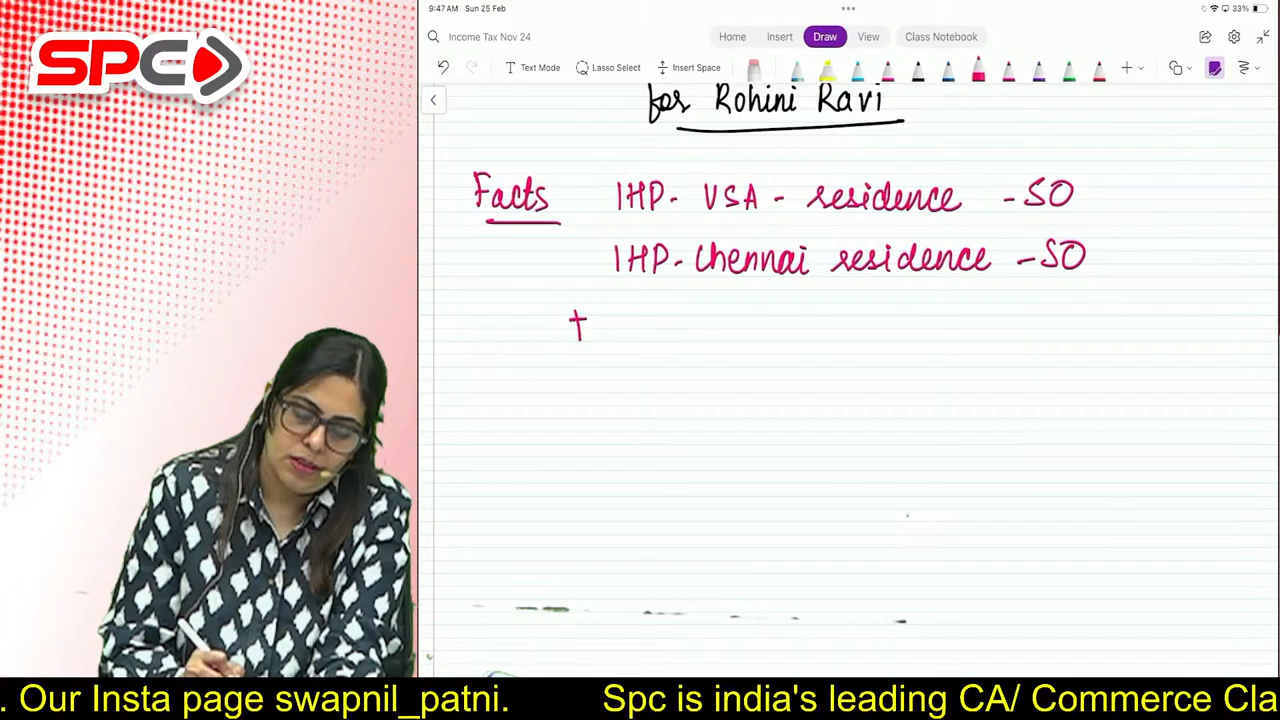 9:47 AM Sun 25 Feb
33%
Income Tax Nov 24
Home Insert Draw View Class Notebook
Text Mode Lasso Select Insert Space
SPC
for Rohini Ravi
Facts 1HP - USA - residence - SO
1HP - Chennai residence - SO
. Our Insta page swapnil_patni. Spc is india's leading CA/ Commerce Cla